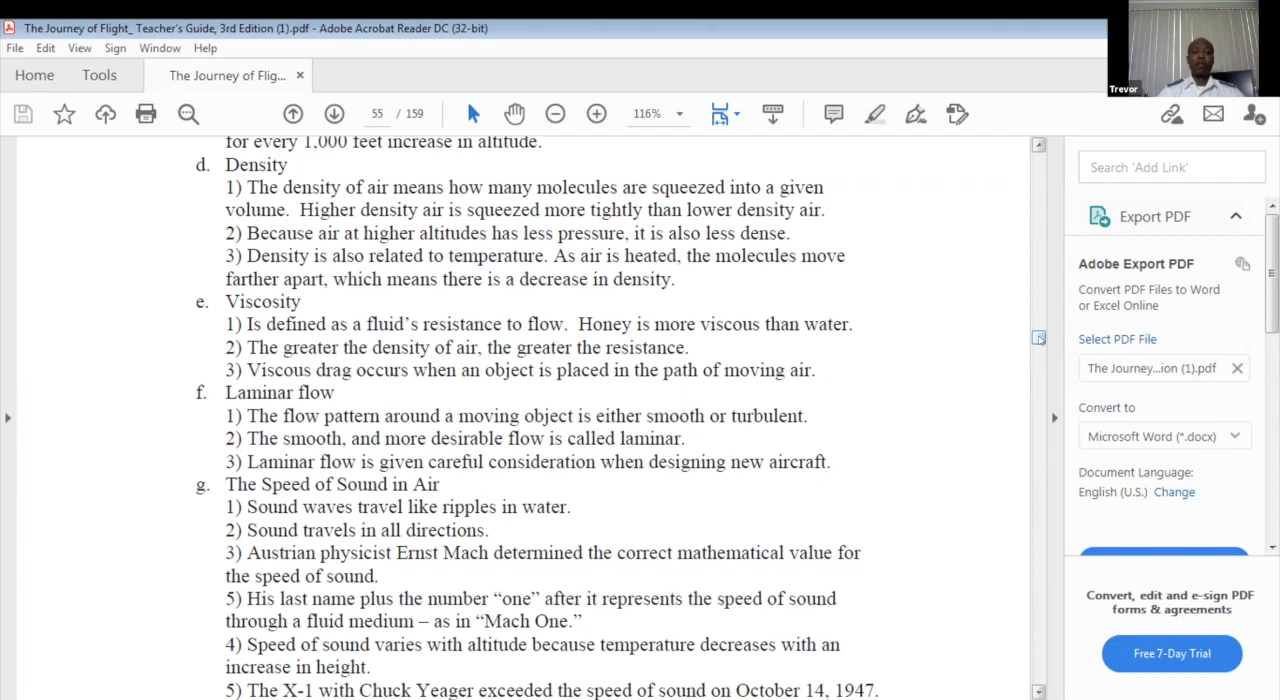 The Journey of Flight_ Teacher's Guide, 3rd Edition (1).pdf - Adobe Acrobat Reader DC (32-bit)
File Edit View Sign Window Help
Home Tools The Journey of Flig... ×
55 / 159 116%
Trevor
for every 1,000 feet increase in altitude.
d. Density
1) The density of air means how many molecules are squeezed into a given
volume. Higher density air is squeezed more tightly than lower density air.
2) Because air at higher altitudes has less pressure, it is also less dense.
3) Density is also related to temperature. As air is heated, the molecules move
farther apart, which means there is a decrease in density.
e. Viscosity
1) Is defined as a fluid's resistance to flow. Honey is more viscous than water.
2) The greater the density of air, the greater the resistance.
3) Viscous drag occurs when an object is placed in the path of moving air.
f. Laminar flow
1) The flow pattern around a moving object is either smooth or turbulent.
2) The smooth, and more desirable flow is called laminar.
3) Laminar flow is given careful consideration when designing new aircraft.
g. The Speed of Sound in Air
1) Sound waves travel like ripples in water.
2) Sound travels in all directions.
3) Austrian physicist Ernst Mach determined the correct mathematical value for
the speed of sound.
5) His last name plus the number “one” after it represents the speed of sound
through a fluid medium – as in “Mach One.”
4) Speed of sound varies with altitude because temperature decreases with an
increase in height.
5) The X-1 with Chuck Yeager exceeded the speed of sound on October 14, 1947.
Search 'Add Link'
Export PDF
Adobe Export PDF
Convert PDF Files to Word
or Excel Online
Select PDF File
The Journey...ion (1).pdf
Convert to
Microsoft Word (*.docx)
Document Language:
English (U.S.) Change
Convert, edit and e-sign PDF
forms & agreements
Free 7-Day Trial